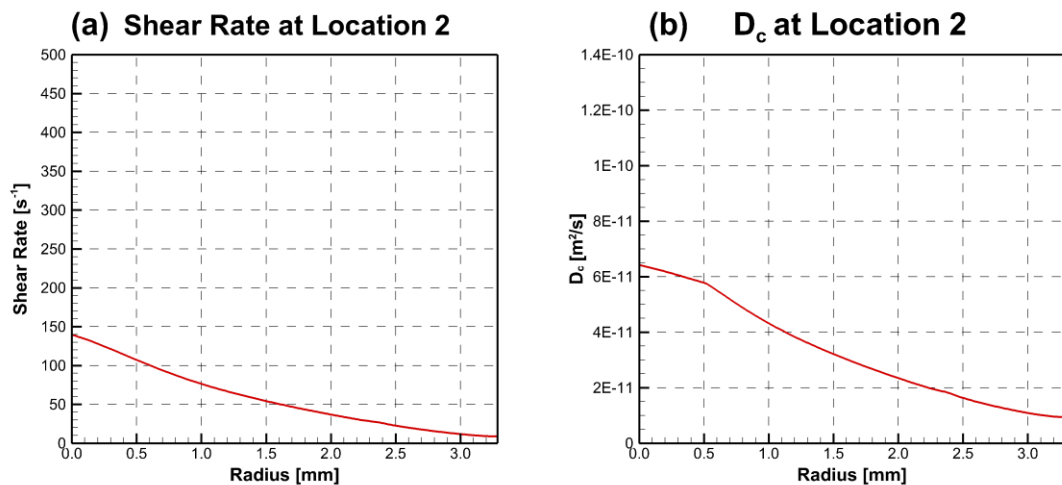 (a) Shear Rate at Location 2
500
450
400
350
300
250
200
150
100
50
0
Shear Rate [s⁻¹]
0.0 0.5 1.0 1.5 2.0 2.5 3.0
Radius [mm]
(b) D꜀ at Location 2
1.4E-10
1.2E-10
1E-10
8E-11
6E-11
4E-11
2E-11
0
D꜀ [m²/s]
0.0 0.5 1.0 1.5 2.0 2.5 3.0
Radius [mm]